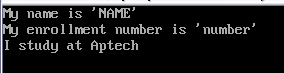 My name is 'NAME'
My enrollment number is 'number'
I study at Aptech